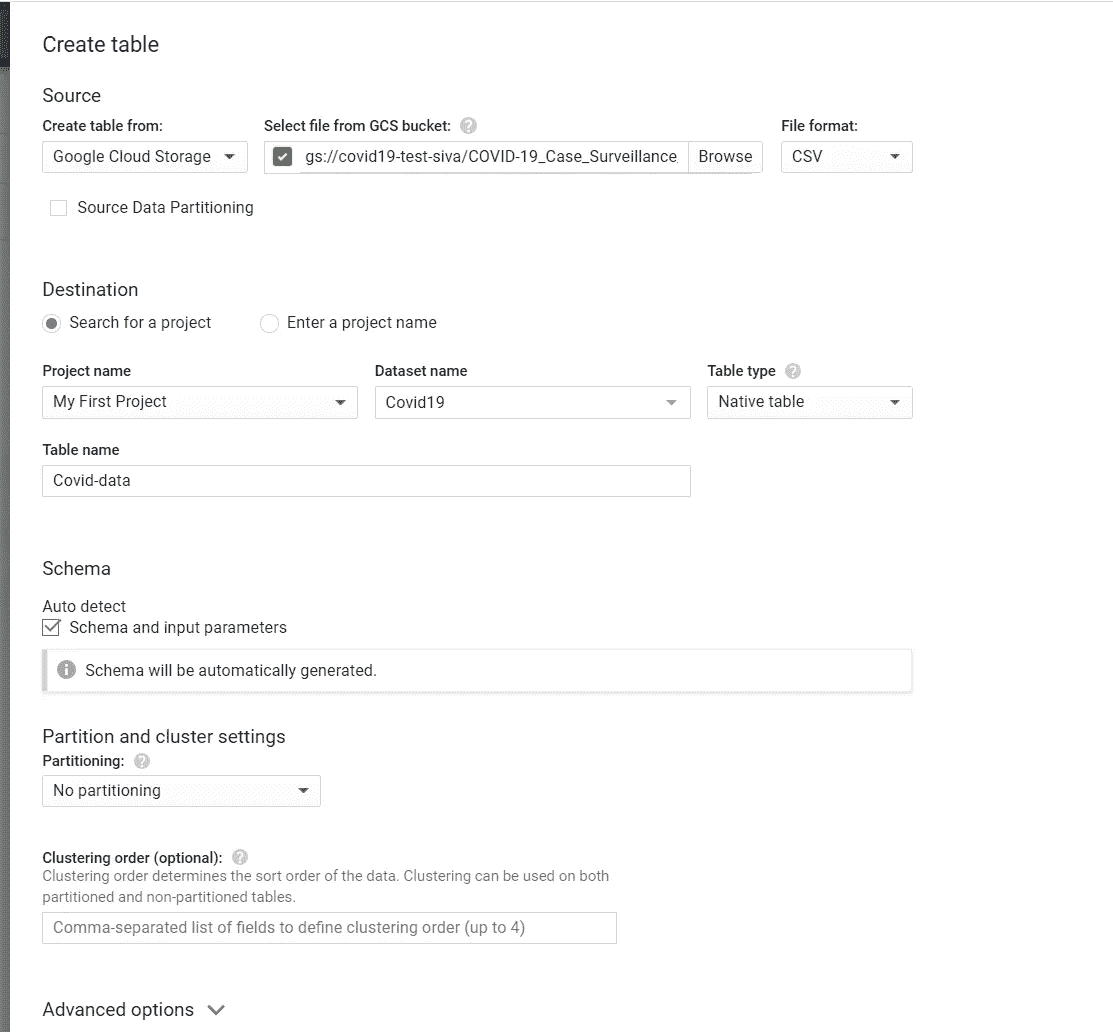 Create table
Source
Create table from: Select file from GCS bucket: File format:
Google Cloud Storage gs://covid19-test-siva/COVID-19_Case_Surveillance Browse CSV
Source Data Partitioning
Destination
Search for a project Enter a project name
Project name Dataset name Table type
My First Project Covid19 Native table
Table name
Covid-data
Schema
Auto detect
Schema and input parameters
Schema will be automatically generated.
Partition and cluster settings
Partitioning:
No partitioning
Clustering order (optional):
Clustering order determines the sort order of the data. Clustering can be used on both
partitioned and non-partitioned tables.
Comma-separated list of fields to define clustering order (up to 4)
Advanced options